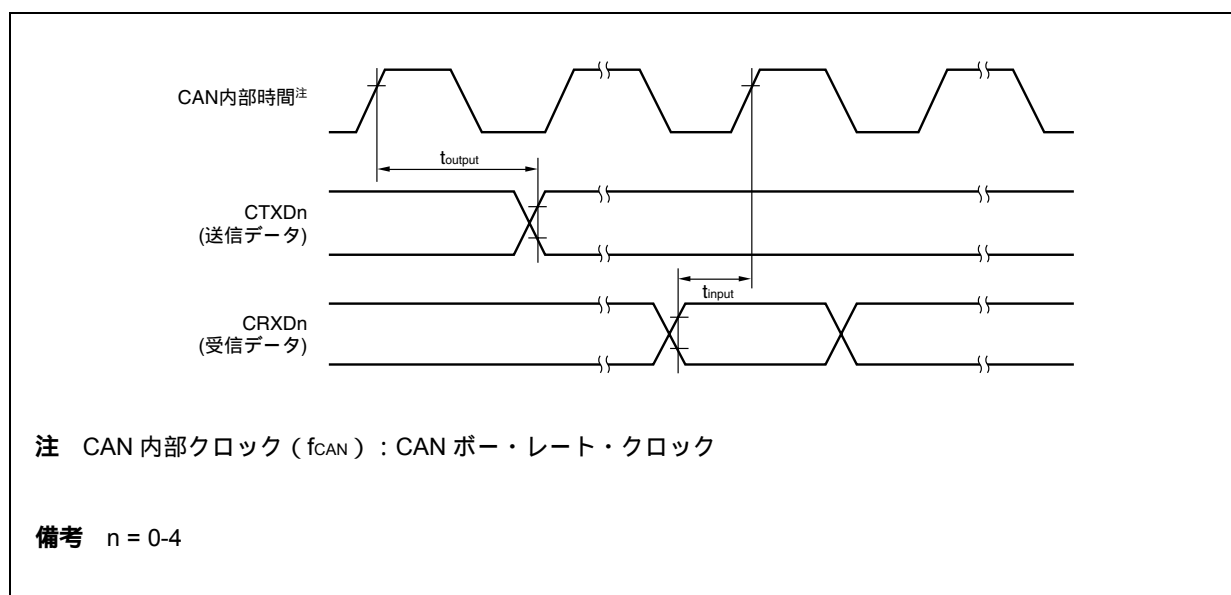 CAN内部時間注
toutput
CTXDn
(送信データ)
tinput
CRXDn
(受信データ)
注 CAN 内部クロック（fCAN）：CAN ボー・レート・クロック
備考 n = 0-4